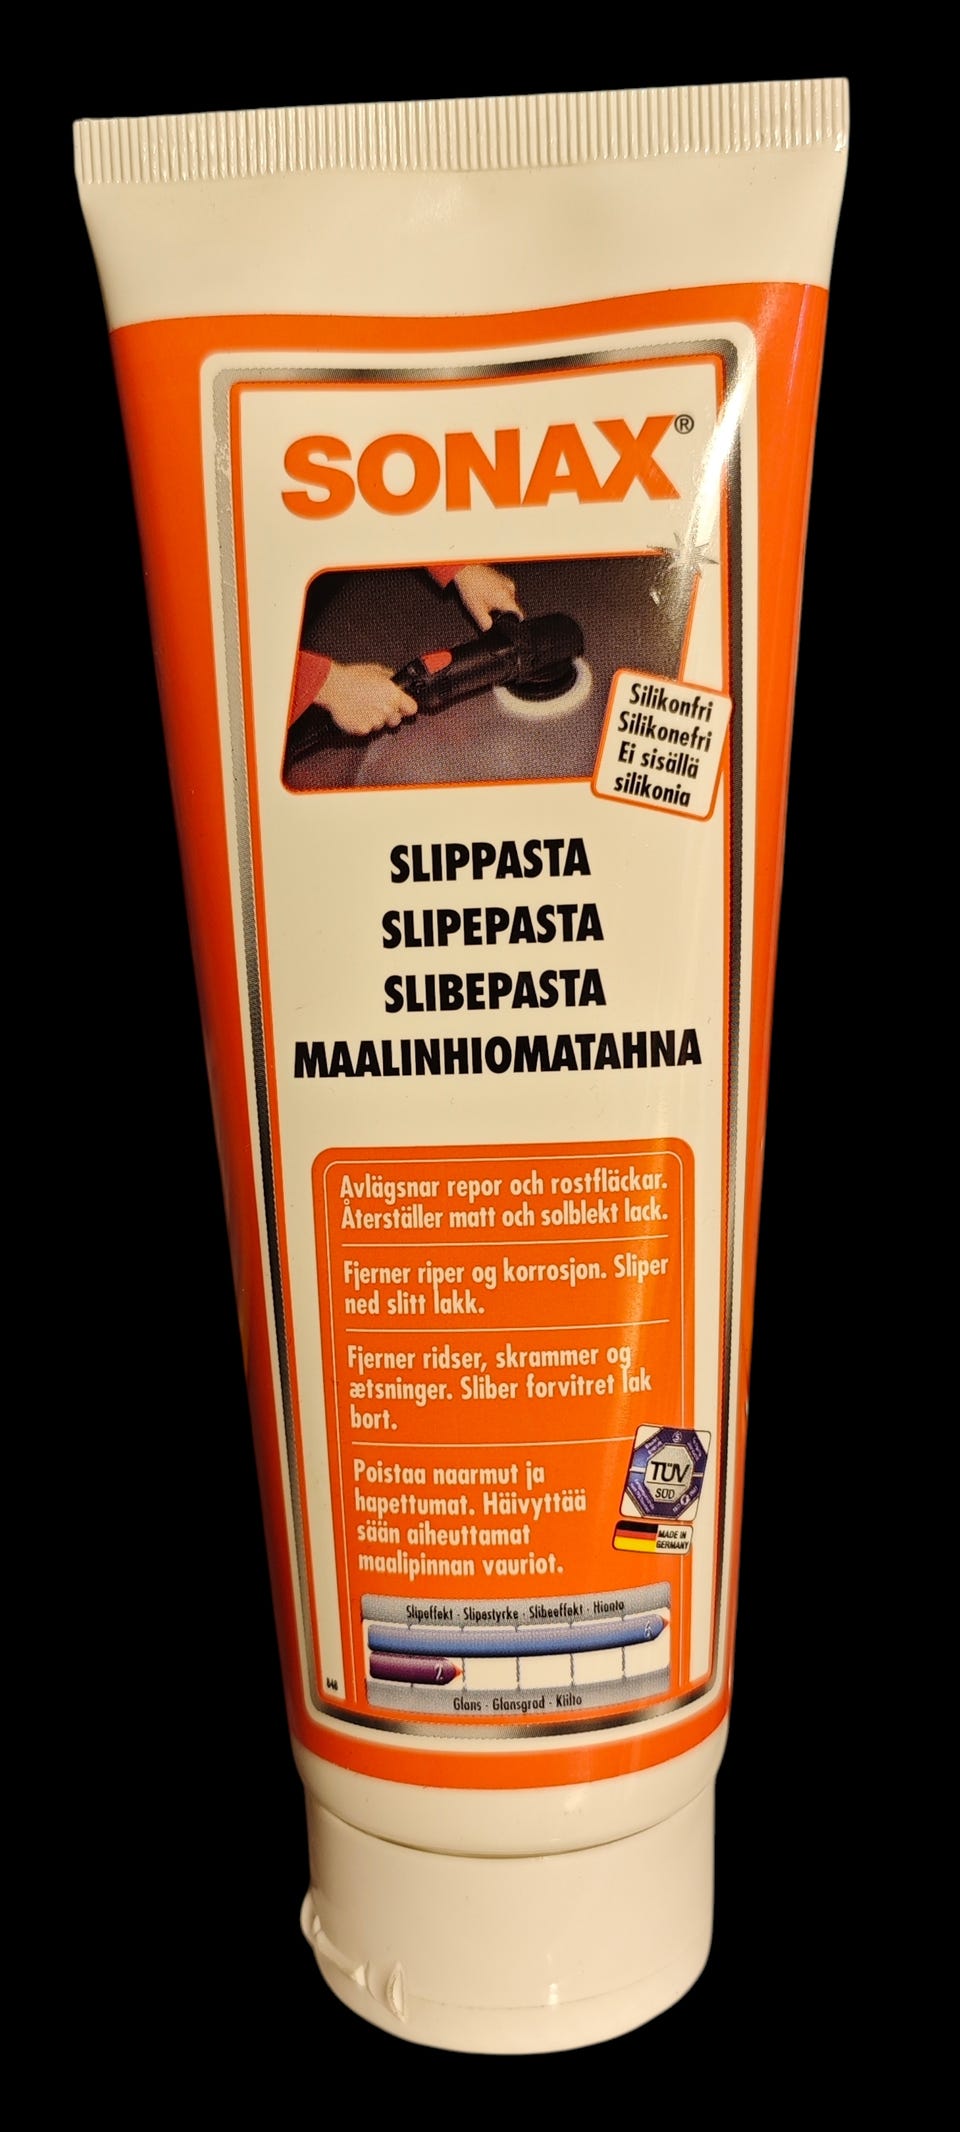 SONAX®
Silikonfri
Silikonefri
Ei sisällä
silikonia
SLIPPASTA
SLIPEPASTA
SLIBEPASTA
MAALINHIOMATAHNA
Avlägsnar repor och rostfläckar.
Återställer matt och solblekt lack.
Fjerner riper og korrosjon. Sliper
ned slitt lakk.
Fjerner ridser, skrammer og
ætsninger. Sliber forvitret lak
bort.
Poistaa naarmut ja
hapettumat. Häivyttää
sään aiheuttamat
maalipinnan vauriot.
TÜV
SÜD
MADE IN
GERMANY
Slipeffekt · Slipestyrke · Slibeeffekt · Hionta
6
2
Glans · Glansgrad · Kiilto